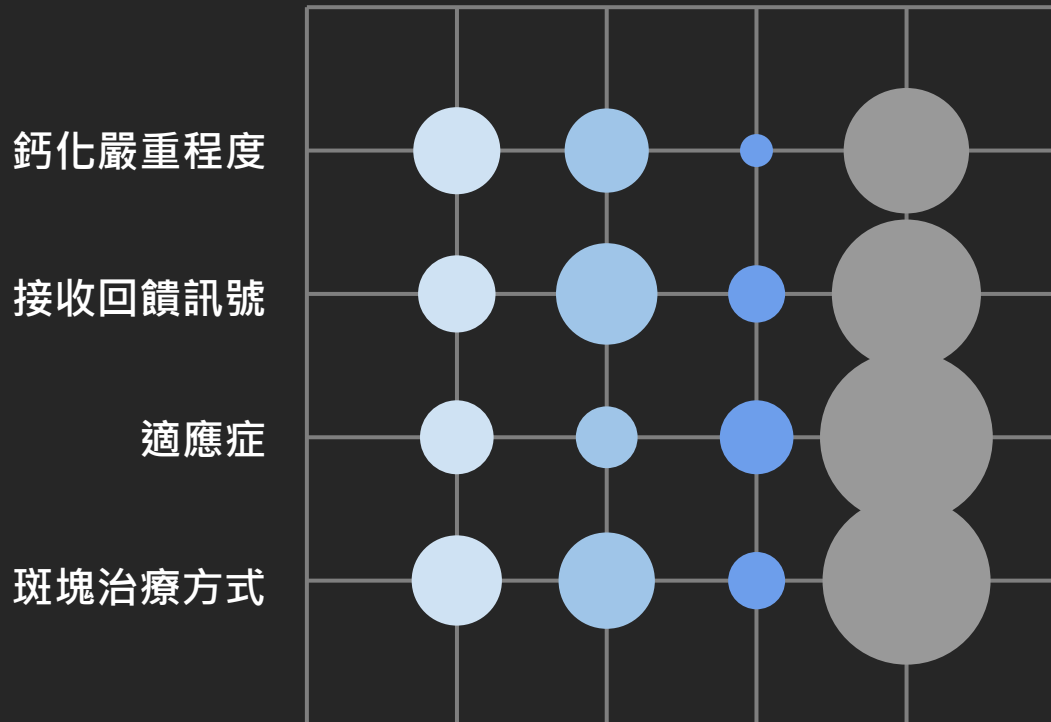 鈣化嚴重程度
接收回饋訊號
適應症
斑塊治療方式